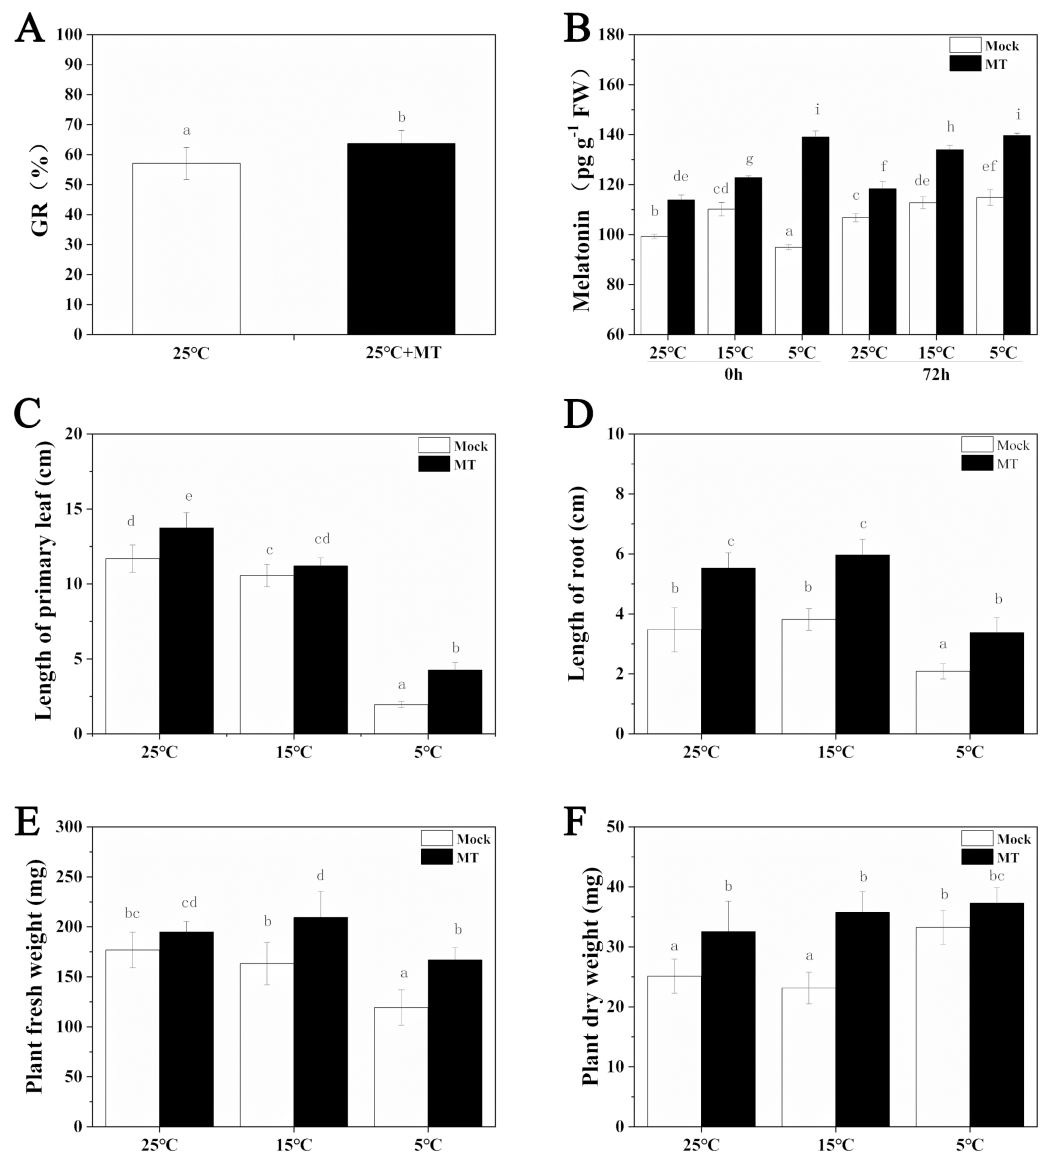 A
GR (%)
100
90
80
70
60
50
40
30
20
10
0
a
b
25℃
25℃+MT
B
Melatonin (pg g⁻¹ FW)
180
160
140
120
100
80
60
Mock
MT
b
de
cd
g
a
i
c
f
de
h
ef
i
25℃ 15℃ 5℃ 25℃ 15℃ 5℃
0h 72h
C
Length of primary leaf (cm)
20
15
10
5
0
Mock
MT
d
e
c
cd
a
b
25℃ 15℃ 5℃
D
Length of root (cm)
10
8
6
4
2
0
Mock
MT
b
c
b
c
a
b
25℃ 15℃ 5℃
E
Plant fresh weight (mg)
300
250
200
150
100
50
0
Mock
MT
bc
cd
b
d
a
b
25℃ 15℃ 5℃
F
Plant dry weight (mg)
50
40
30
20
10
0
Mock
MT
a
b
a
b
b
bc
25℃ 15℃ 5℃